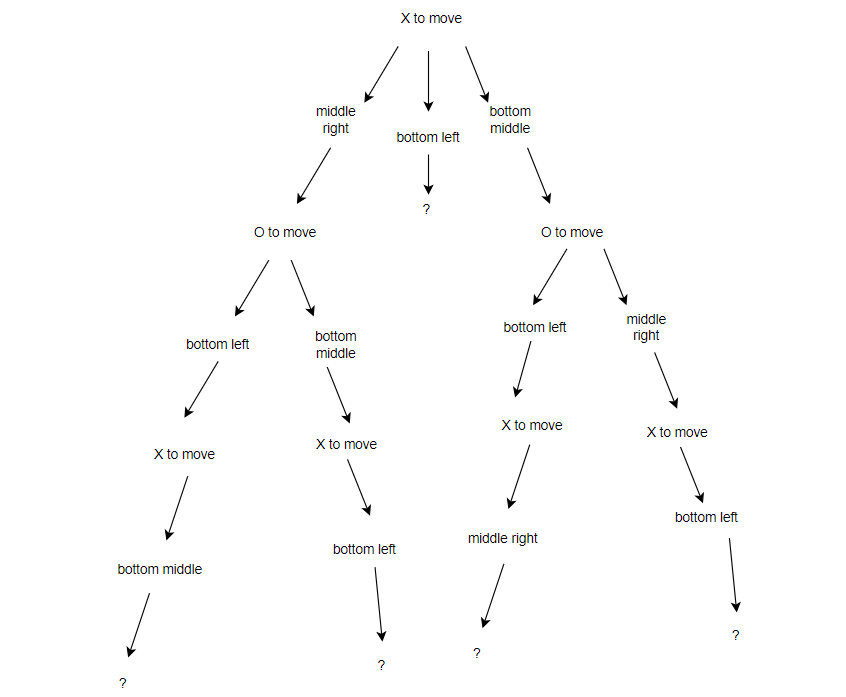 X to move
middle
right
bottom left
bottom
middle
?
O to move
O to move
bottom left
bottom
middle
bottom left
middle
right
X to move
X to move
X to move
X to move
bottom middle
bottom left
middle right
bottom left
?
?
?
?